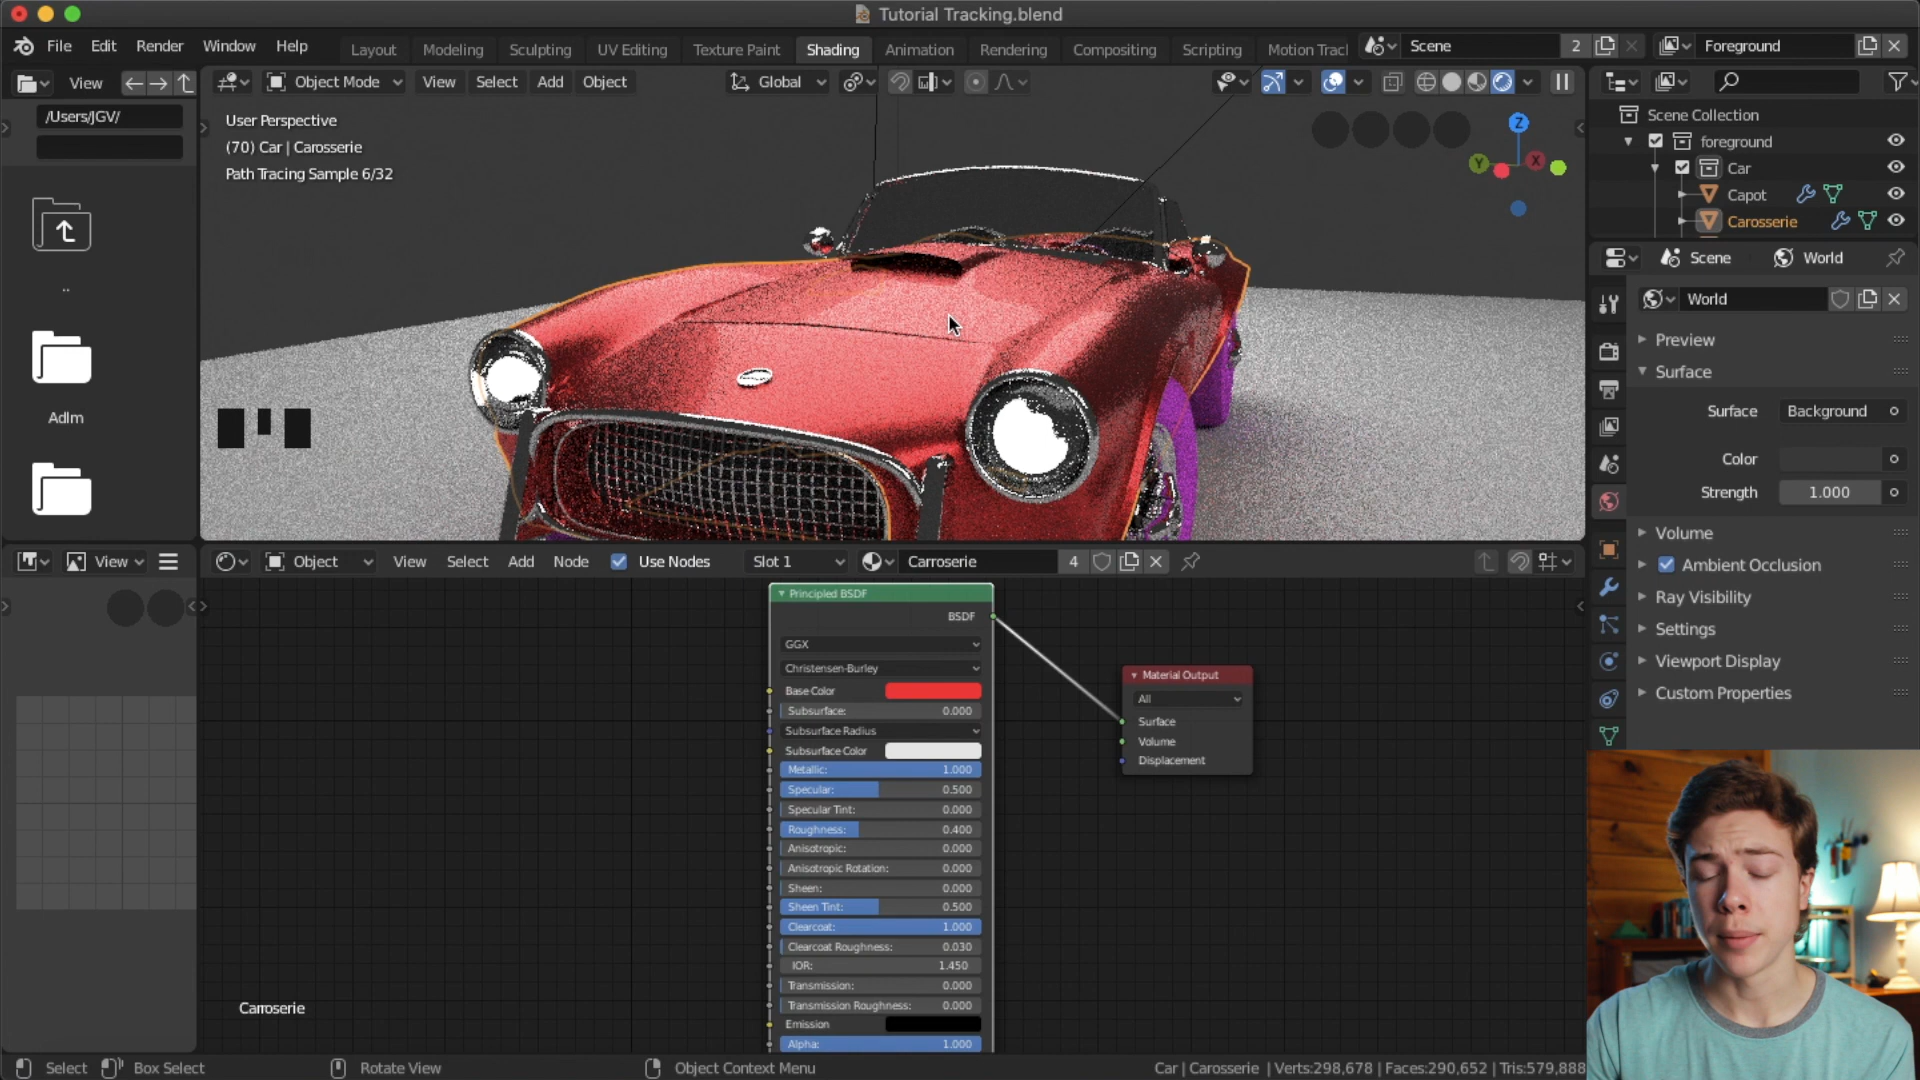 Tutorial Tracking.blend
File Edit Render Window Help
Layout Modeling Sculpting UV Editing Texture Paint Shading Animation Rendering Compositing Scripting Motion Tracl
Scene 2 Foreground
View
Object Mode View Select Add Object Global
/Users/JGV/
User Perspective
(70) Car | Carosserie
Path Tracing Sample 6/32
Z
Y
X
Scene Collection
foreground
Car
Capot
Carosserie
Scene World
World
Preview
Surface
Surface Background
Color
Strength 1.000
Volume
Ambient Occlusion
Ray Visibility
Settings
Viewport Display
Custom Properties
..
Adlm
View
Object View Select Add Node Use Nodes Slot 1 Carroserie 4
Principled BSDF
BSDF
GGX
Christensen-Burley
Base Color
Subsurface: 0.000
Subsurface Radius
Subsurface Color
Metallic: 1.000
Specular: 0.500
Specular Tint: 0.000
Roughness: 0.400
Anisotropic: 0.000
Anisotropic Rotation: 0.000
Sheen: 0.000
Sheen Tint: 0.500
Clearcoat: 1.000
Clearcoat Roughness: 0.030
IOR: 1.450
Transmission: 0.000
Transmission Roughness: 0.000
Emission
Alpha: 1.000
Material Output
All
Surface
Volume
Displacement
Carroserie
Select Box Select Rotate View Object Context Menu
Car | Carosserie | Verts:298,678 | Faces:290,652 | Tris:579,888